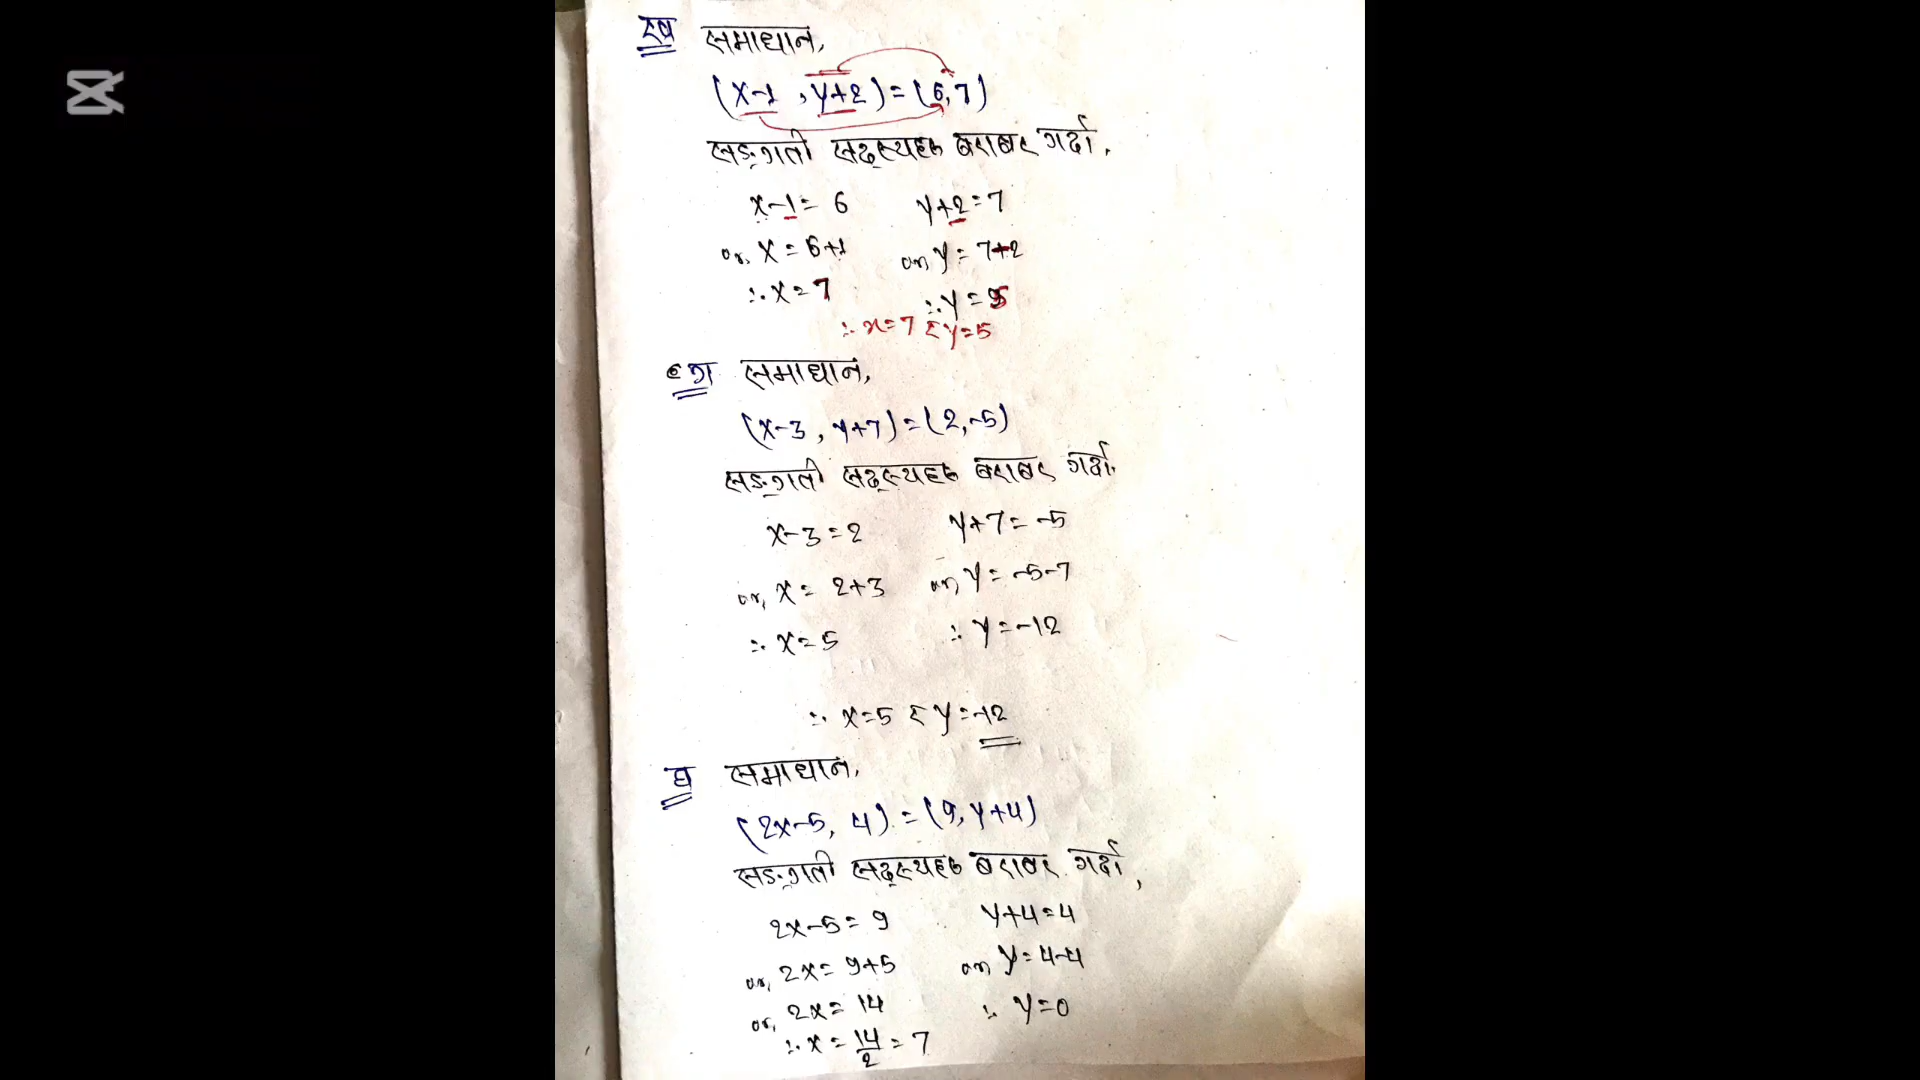 ख समाधान,
(x-1, y+2) = (6, 7)
सङ्गती सदस्यहरू बराबर गर्दा,
x-1 = 6 y+2 = 7
or, x = 6+1 or, y = 7-2
∴ x = 7 ∴ y = 5
∴ x=7 र y=5
ग समाधान,
(x-3, y+7) = (2, -5)
सङ्गती सदस्यहरू बराबर गर्दा,
x-3 = 2 y+7 = -5
or, x = 2+3 or, y = -5-7
∴ x = 5 ∴ y = -12
∴ x=5 र y=-12
घ समाधान,
(2x-5, 4) = (9, y+4)
सङ्गती सदस्यहरू बराबर गर्दा,
2x-5 = 9 y+4 = 4
or, 2x = 9+5 or, y = 4-4
or, 2x = 14 ∴ y = 0
∴ x = 14/2 = 7